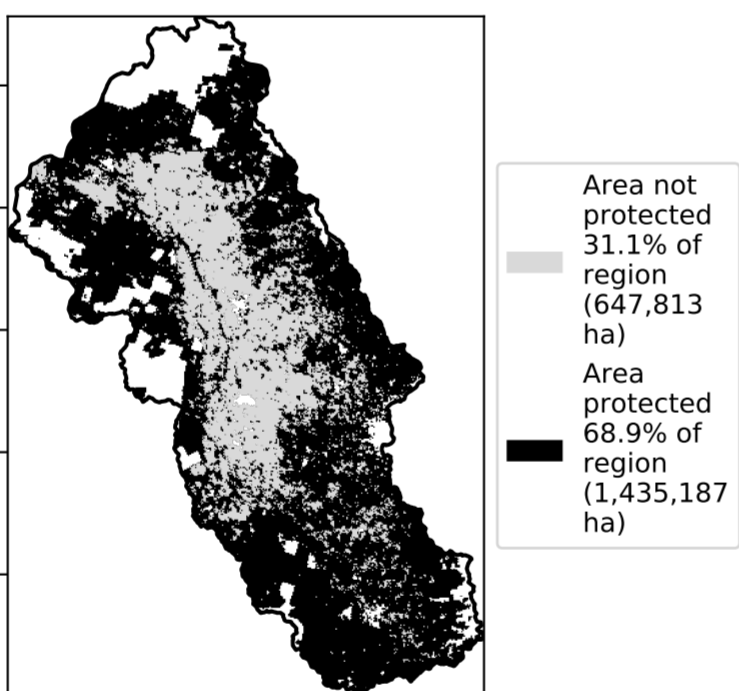 Area not
protected
31.1% of
region
(647,813
ha)
Area
protected
68.9% of
region
(1,435,187
ha)